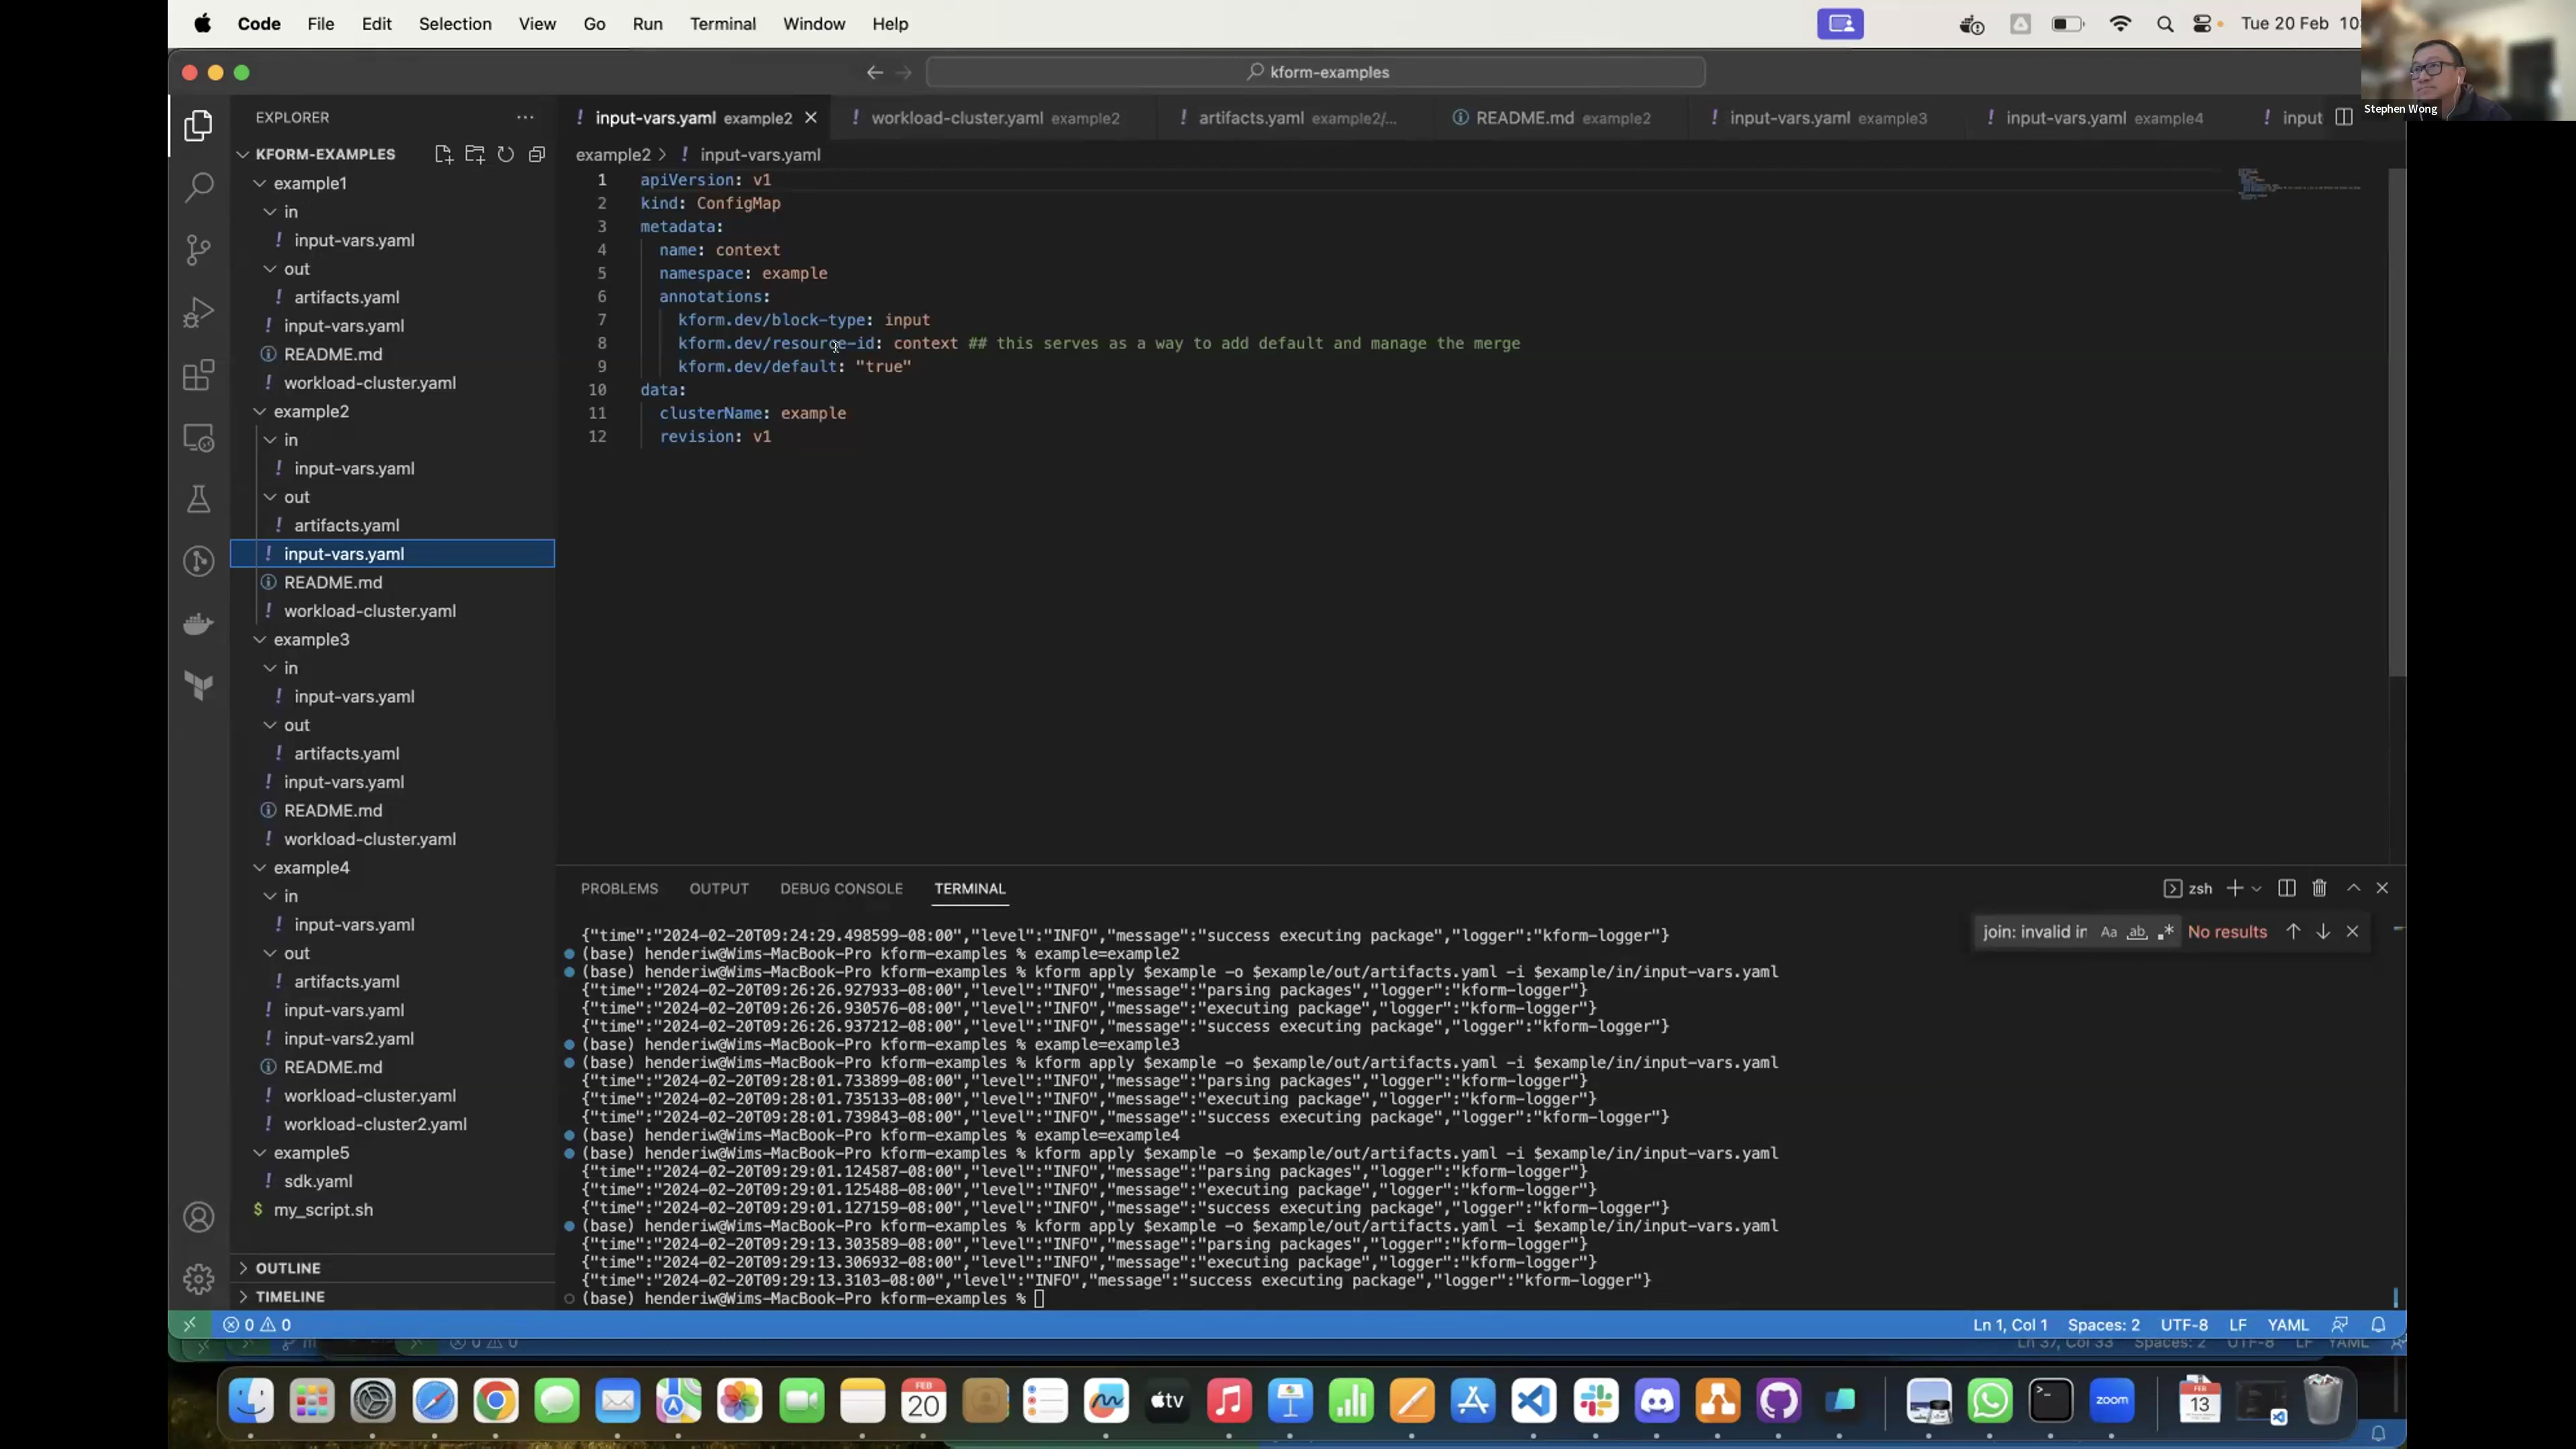 Code File Edit Selection View Go Run Terminal Window Help
Tue 20 Feb 10:
Stephen Wong
kform-examples
EXPLORER
KFORM-EXAMPLES
example1
in
input-vars.yaml
out
artifacts.yaml
input-vars.yaml
README.md
workload-cluster.yaml
example2
in
input-vars.yaml
out
artifacts.yaml
input-vars.yaml
README.md
workload-cluster.yaml
example3
in
input-vars.yaml
out
artifacts.yaml
input-vars.yaml
README.md
workload-cluster.yaml
example4
in
input-vars.yaml
out
artifacts.yaml
input-vars.yaml
input-vars2.yaml
README.md
workload-cluster.yaml
workload-cluster2.yaml
example5
sdk.yaml
my_script.sh
OUTLINE
TIMELINE
input-vars.yaml example2 workload-cluster.yaml example2 artifacts.yaml example2/... README.md example2 input-vars.yaml example3 input-vars.yaml example4 input
example2 > input-vars.yaml
1 apiVersion: v1
2 kind: ConfigMap
3 metadata:
4 name: context
5 namespace: example
6 annotations:
7 kform.dev/block-type: input
8 kform.dev/resource-id: context ## this serves as a way to add default and manage the merge
9 kform.dev/default: "true"
10 data:
11 clusterName: example
12 revision: v1
PROBLEMS OUTPUT DEBUG CONSOLE TERMINAL
zsh
join: invalid in Aa ab .* No results
{"time":"2024-02-20T09:24:29.498599-08:00","level":"INFO","message":"success executing package","logger":"kform-logger"}
(base) henderiw@Wims-MacBook-Pro kform-examples % example=example2
(base) henderiw@Wims-MacBook-Pro kform-examples % kform apply $example -o $example/out/artifacts.yaml -i $example/in/input-vars.yaml
{"time":"2024-02-20T09:26:26.927933-08:00","level":"INFO","message":"parsing packages","logger":"kform-logger"}
{"time":"2024-02-20T09:26:26.930576-08:00","level":"INFO","message":"executing package","logger":"kform-logger"}
{"time":"2024-02-20T09:26:26.937212-08:00","level":"INFO","message":"success executing package","logger":"kform-logger"}
(base) henderiw@Wims-MacBook-Pro kform-examples % example=example3
(base) henderiw@Wims-MacBook-Pro kform-examples % kform apply $example -o $example/out/artifacts.yaml -i $example/in/input-vars.yaml
{"time":"2024-02-20T09:28:01.733899-08:00","level":"INFO","message":"parsing packages","logger":"kform-logger"}
{"time":"2024-02-20T09:28:01.735133-08:00","level":"INFO","message":"executing package","logger":"kform-logger"}
{"time":"2024-02-20T09:28:01.739843-08:00","level":"INFO","message":"success executing package","logger":"kform-logger"}
(base) henderiw@Wims-MacBook-Pro kform-examples % example=example4
(base) henderiw@Wims-MacBook-Pro kform-examples % kform apply $example -o $example/out/artifacts.yaml -i $example/in/input-vars.yaml
{"time":"2024-02-20T09:29:01.124587-08:00","level":"INFO","message":"parsing packages","logger":"kform-logger"}
{"time":"2024-02-20T09:29:01.125488-08:00","level":"INFO","message":"executing package","logger":"kform-logger"}
{"time":"2024-02-20T09:29:01.127159-08:00","level":"INFO","message":"success executing package","logger":"kform-logger"}
(base) henderiw@Wims-MacBook-Pro kform-examples % kform apply $example -o $example/out/artifacts.yaml -i $example/in/input-vars.yaml
{"time":"2024-02-20T09:29:13.303589-08:00","level":"INFO","message":"parsing packages","logger":"kform-logger"}
{"time":"2024-02-20T09:29:13.306932-08:00","level":"INFO","message":"executing package","logger":"kform-logger"}
{"time":"2024-02-20T09:29:13.3103-08:00","level":"INFO","message":"success executing package","logger":"kform-logger"}
(base) henderiw@Wims-MacBook-Pro kform-examples %
0 0 Ln 1, Col 1 Spaces: 2 UTF-8 LF YAML
0 0 Ln 37, Col 33 Spaces: 2 UTF-8 LF YAML
FEB 20 tv zoom FEB 13